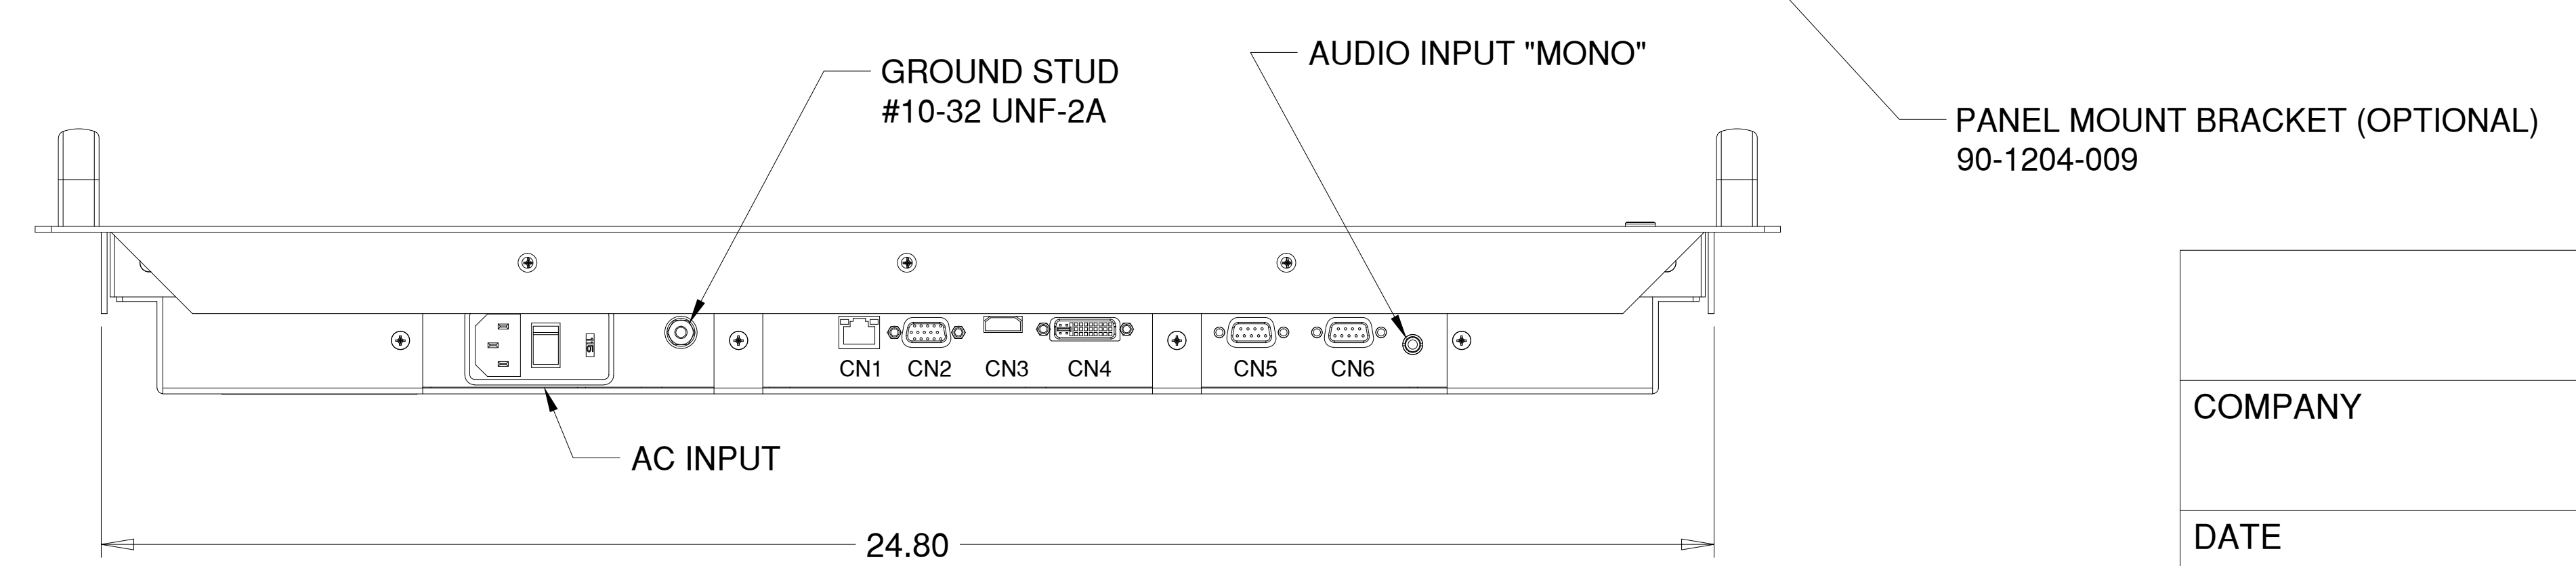 GROUND STUD
#10-32 UNF-2A
AUDIO INPUT "MONO"
PANEL MOUNT BRACKET (OPTIONAL)
90-1204-009
115
CN1 CN2 CN3 CN4 CN5 CN6
AC INPUT
24.80
COMPANY
DATE